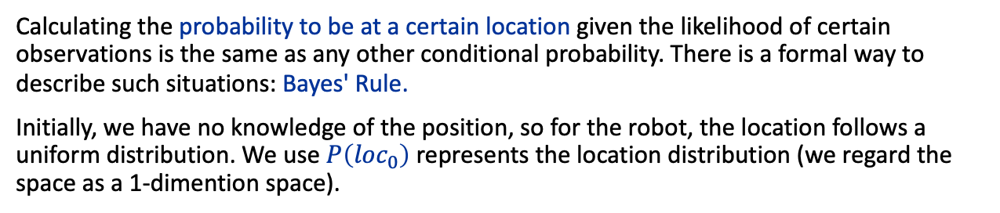 Calculating the probability to be at a certain location given the likelihood of certain
observations is the same as any other conditional probability. There is a formal way to
describe such situations: Bayes' Rule.
Initially, we have no knowledge of the position, so for the robot, the location follows a
uniform distribution. We use P(loc₀) represents the location distribution (we regard the
space as a 1-dimention space).